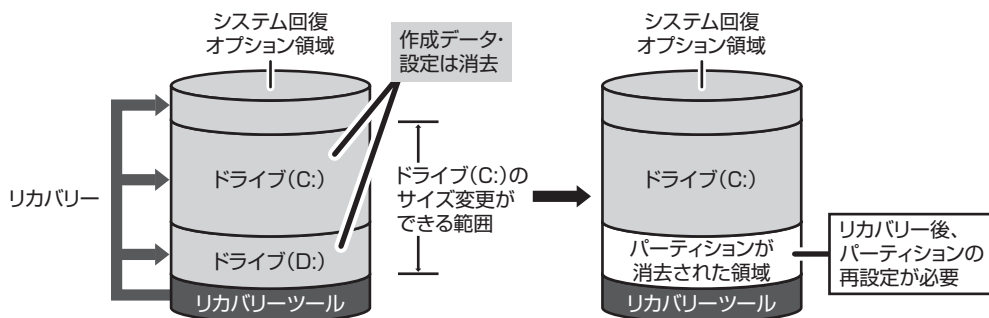 システム回復
オプション領域
作成データ・
設定は消去
リカバリー
ドライブ(C:)
ドライブ(D:)
リカバリーツール
ドライブ(C:)の
サイズ変更が
できる範囲
システム回復
オプション領域
ドライブ(C:)
パーティションが
消去された領域
リカバリーツール
リカバリー後、
パーティションの
再設定が必要